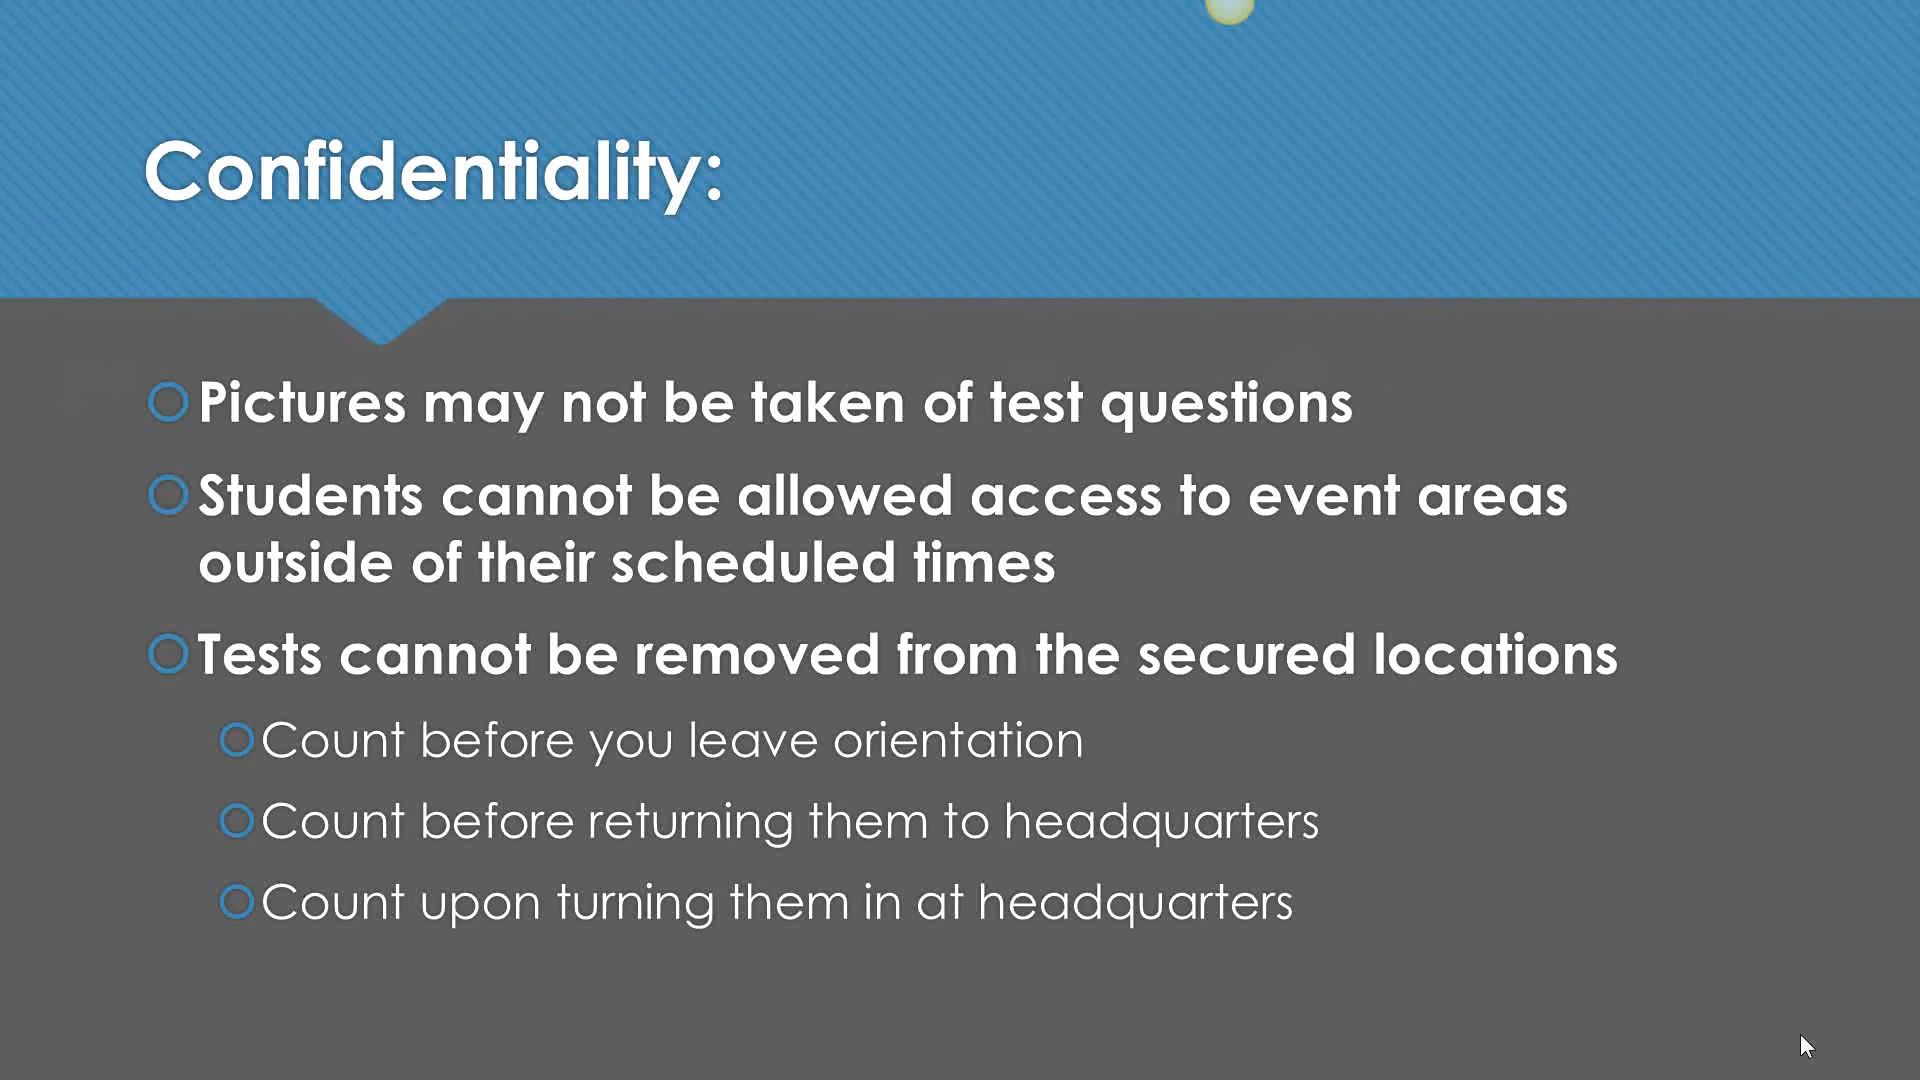 Confidentiality:
Pictures may not be taken of test questions
Students cannot be allowed access to event areas
outside of their scheduled times
Tests cannot be removed from the secured locations
Count before you leave orientation
Count before returning them to headquarters
Count upon turning them in at headquarters